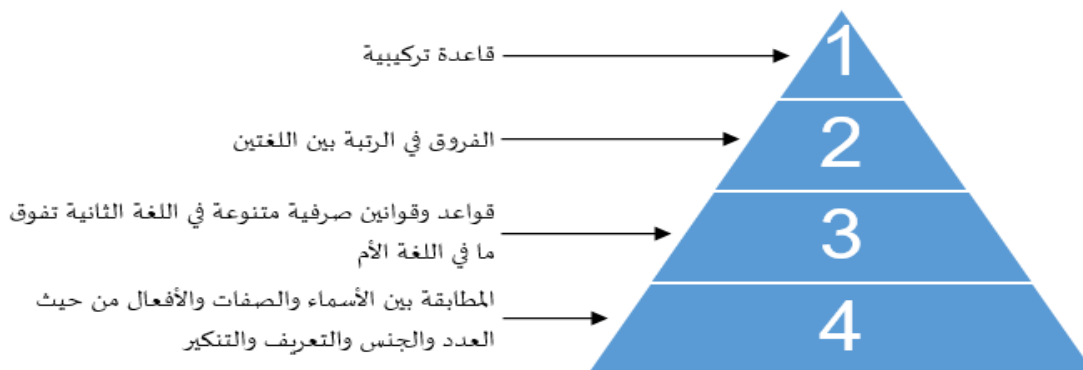 قاعدة تركيبية
1
الفروق في الرتبة بين اللغتين
2
قواعد وقوانين صرفية متنوعة في اللغة الثانية تفوق
ما في اللغة الأم
3
المطابقة بين الأسماء والصفات والأفعال من حيث
العدد والجنس والتعريف والتنكير
4